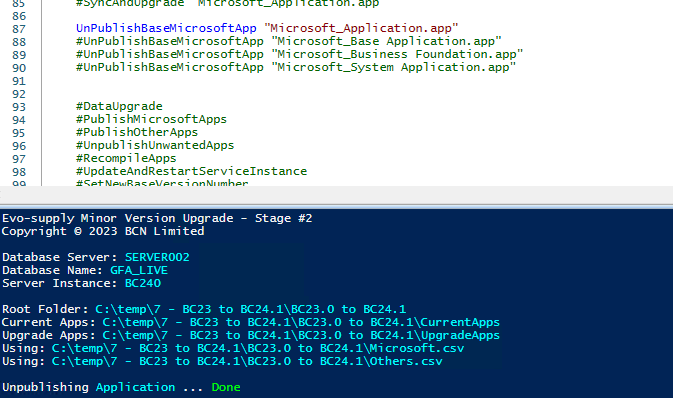 85 #SyncAndUpgrade "Microsoft_Application.app"
86
87 UnPublishBaseMicrosoftApp "Microsoft_Application.app"
88 #UnPublishBaseMicrosoftApp "Microsoft_Base Application.app"
89 #UnPublishBaseMicrosoftApp "Microsoft_Business Foundation.app"
90 #UnPublishBaseMicrosoftApp "Microsoft_System Application.app"
91
92
93 #DataUpgrade
94 #PublishMicrosoftApps
95 #PublishOtherApps
96 #UnpublishUnwantedApps
97 #RecompileApps
98 #UpdateAndRestartServiceInstance
99 #SetNewBaseVersionNumber
Evo-supply Minor Version Upgrade - Stage #2
Copyright © 2023 BCN Limited
Database Server: SERVER002
Database Name: GFA_LIVE
Server Instance: BC240
Root Folder: C:\temp\7 - BC23 to BC24.1\BC23.0 to BC24.1
Current Apps: C:\temp\7 - BC23 to BC24.1\BC23.0 to BC24.1\CurrentApps
Upgrade Apps: C:\temp\7 - BC23 to BC24.1\BC23.0 to BC24.1\UpgradeApps
Using: C:\temp\7 - BC23 to BC24.1\BC23.0 to BC24.1\Microsoft.csv
Using: C:\temp\7 - BC23 to BC24.1\BC23.0 to BC24.1\Others.csv
Unpublishing Application ... Done